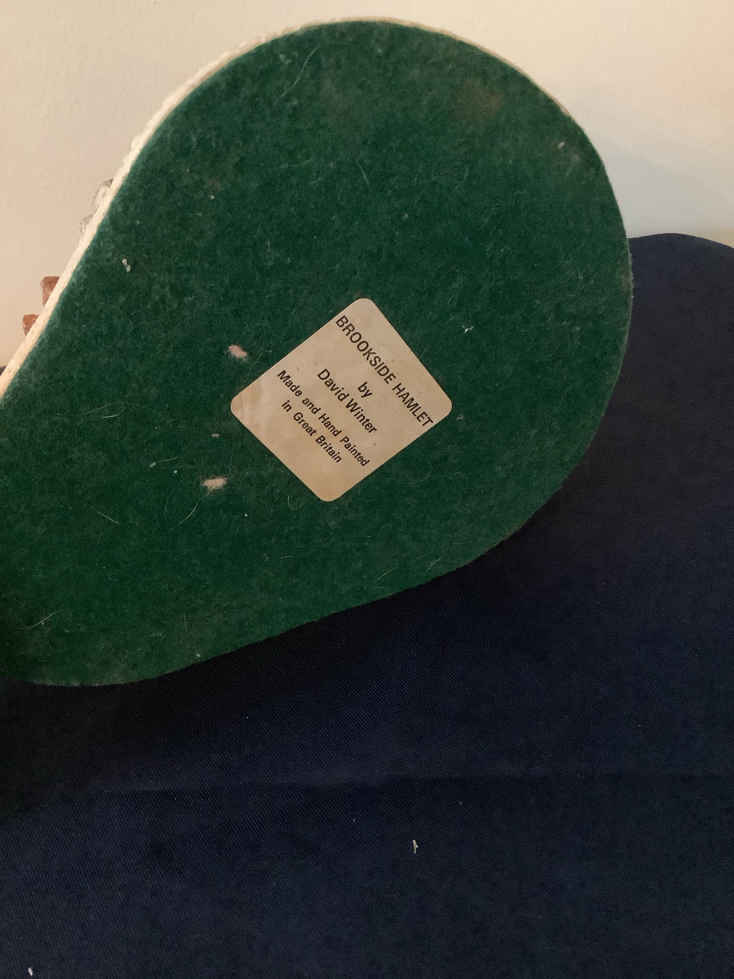 BROOKSIDE HAMLET
by
David Winter
Made and Hand Painted
in Great Britain